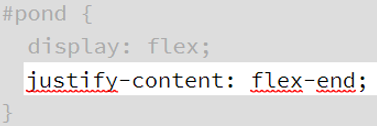 #pond {
display: flex;
justify-content: flex-end;
}